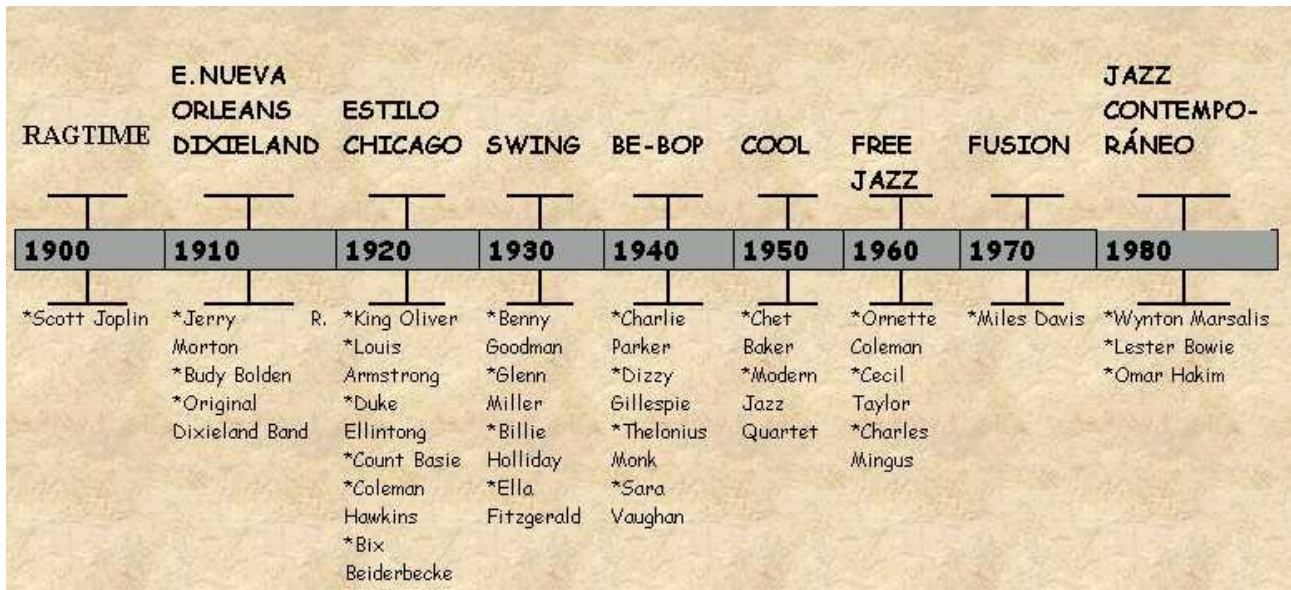 RAGTIME
E.NUEVA
ORLEANS
DIXIELAND
ESTILO
CHICAGO
SWING
BE-BOP
COOL
FREE
JAZZ
FUSION
JAZZ
CONTEMPO-
RÁNEO
1900
1910
1920
1930
1940
1950
1960
1970
1980
*Scott Joplin
*Jerry R.
Morton
*Budy Bolden
*Original
Dixieland Band
*King Oliver
*Louis
Armstrong
*Duke
Ellintong
*Count Basie
*Coleman
Hawkins
*Bix
Beiderbecke
*Benny
Goodman
*Glenn
Miller
*Billie
Holliday
*Ella
Fitzgerald
*Charlie
Parker
*Dizzy
Gillespie
*Thelonius
Monk
*Sara
Vaughan
*Chet
Baker
*Modern
Jazz
Quartet
*Ornette
Coleman
*Cecil
Taylor
*Charles
Mingus
*Miles Davis
*Wynton Marsalis
*Lester Bowie
*Omar Hakim